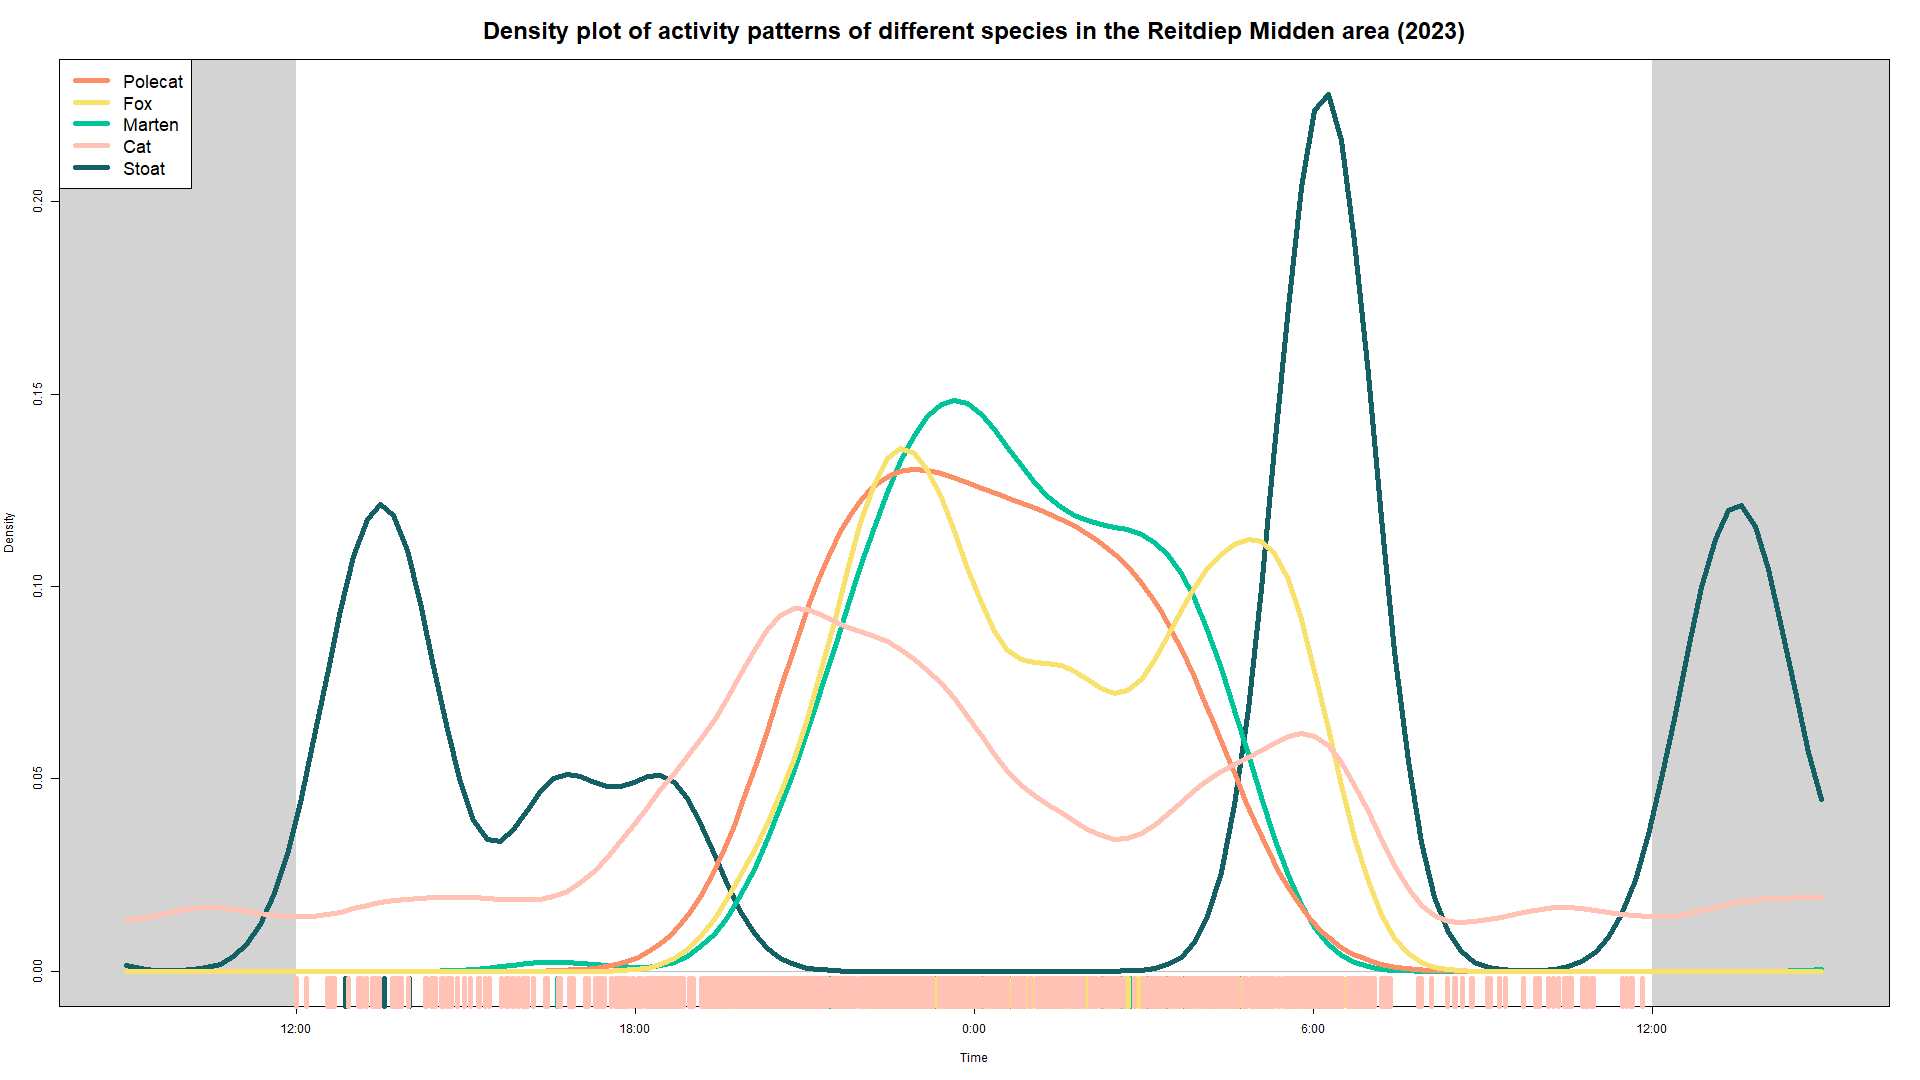 Density plot of activity patterns of different species in the Reitdiep Midden area (2023)
Polecat
Fox
Marten
Cat
Stoat
0.20
0.15
0.10
0.05
0.00
Density
12:00
18:00
0:00
6:00
12:00
Time